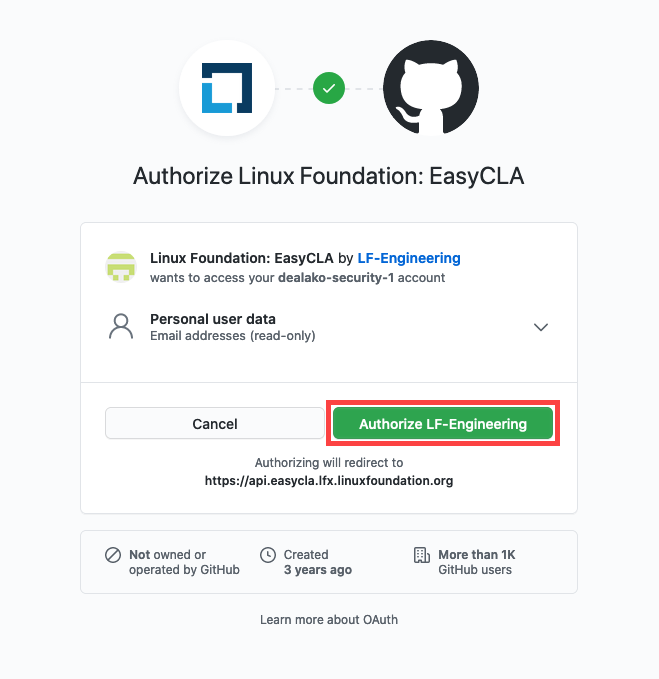 Authorize Linux Foundation: EasyCLA
Linux Foundation: EasyCLA by LF-Engineering
wants to access your dealako-security-1 account
Personal user data
Email addresses (read-only)
Cancel
Authorize LF-Engineering
Authorizing will redirect to
https://api.easycla.lfx.linuxfoundation.org
Not owned or
operated by GitHub
Created
3 years ago
More than 1K
GitHub users
Learn more about OAuth